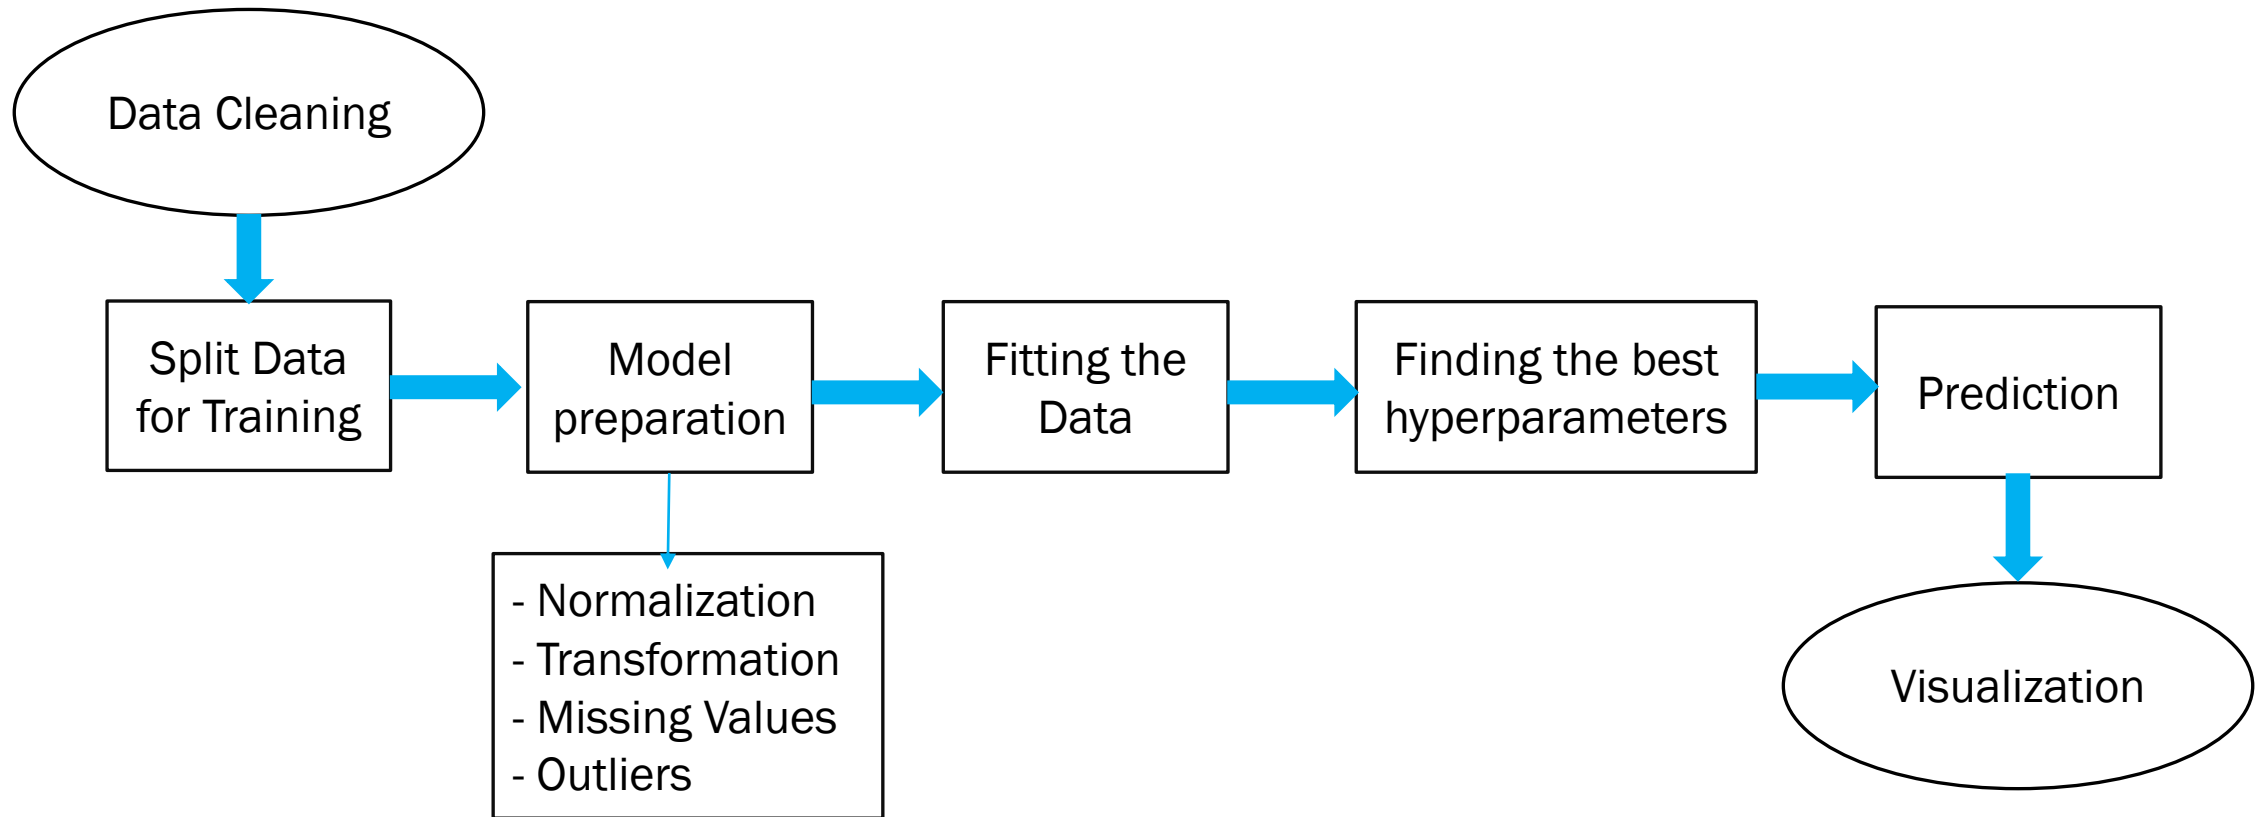 Data Cleaning
Split Data
for Training
Model
preparation
Fitting the
Data
Finding the best
hyperparameters
Prediction
- Normalization
- Transformation
- Missing Values
- Outliers
Visualization